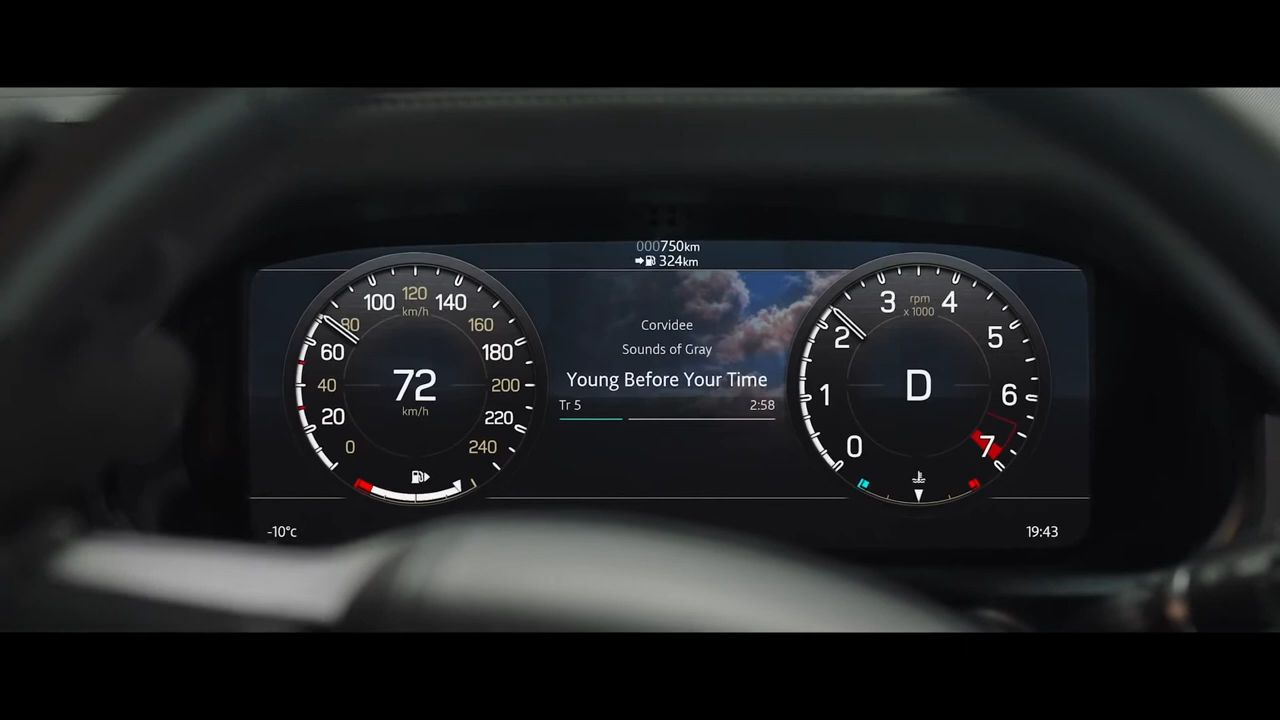 000750km
324km
0
20
40
60
80
100
120
km/h
140
160
180
200
220
240
72
km/h
Corvidee
Sounds of Gray
Young Before Your Time
Tr 5
2:58
0
1
2
3
rpm
x 1000
4
5
6
7
D
-10°c
19:43